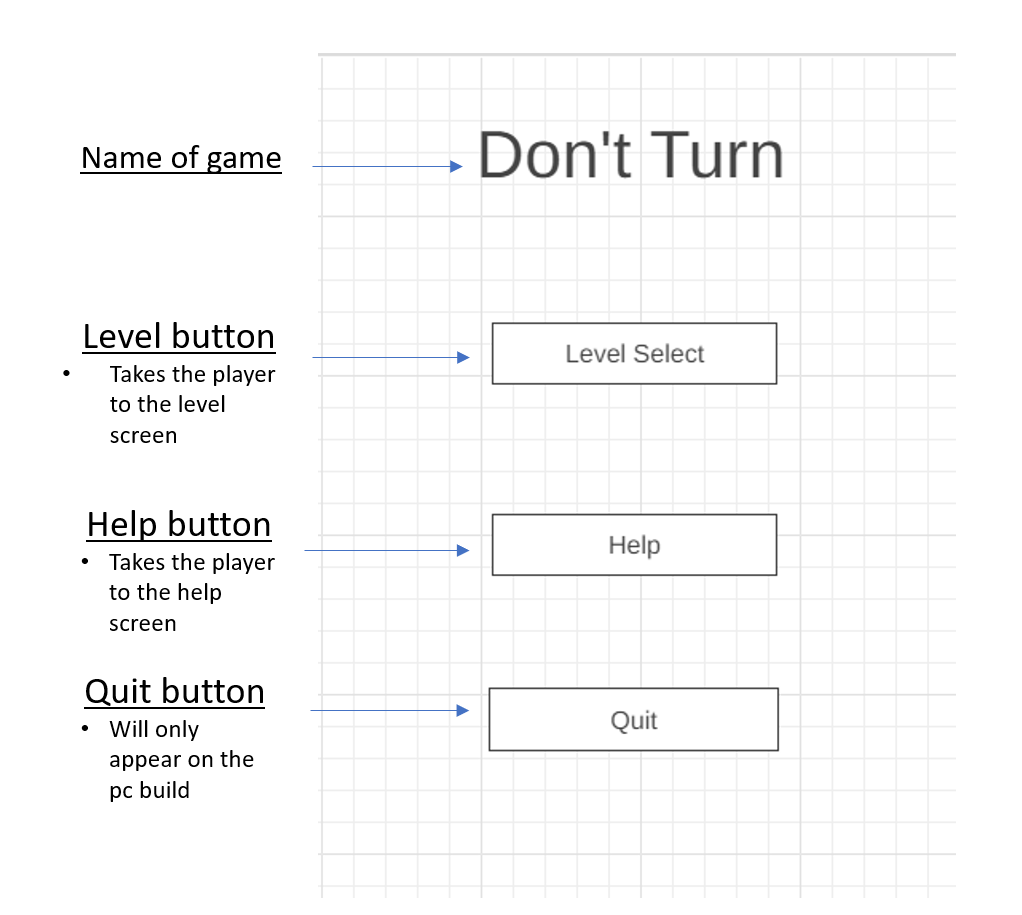 Name of game
Don't Turn
Level button
• Takes the player
to the level
screen
Level Select
Help button
• Takes the player
to the help
screen
Help
Quit button
• Will only
appear on the
pc build
Quit